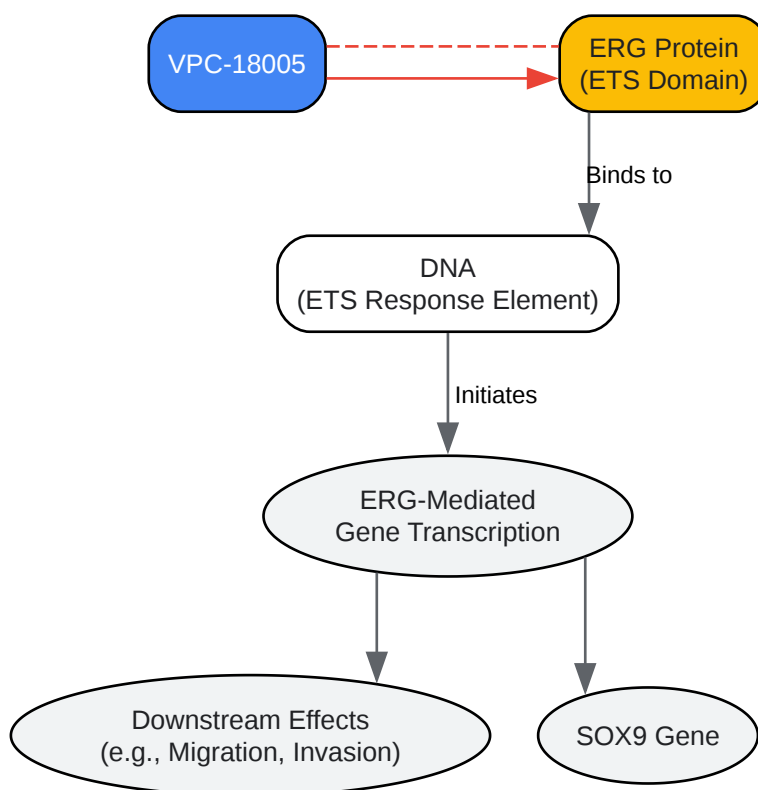 VPC-18005
ERG Protein
(ETS Domain)
Binds to
DNA
(ETS Response Element)
Initiates
ERG-Mediated
Gene Transcription
Downstream Effects
(e.g., Migration, Invasion)
SOX9 Gene